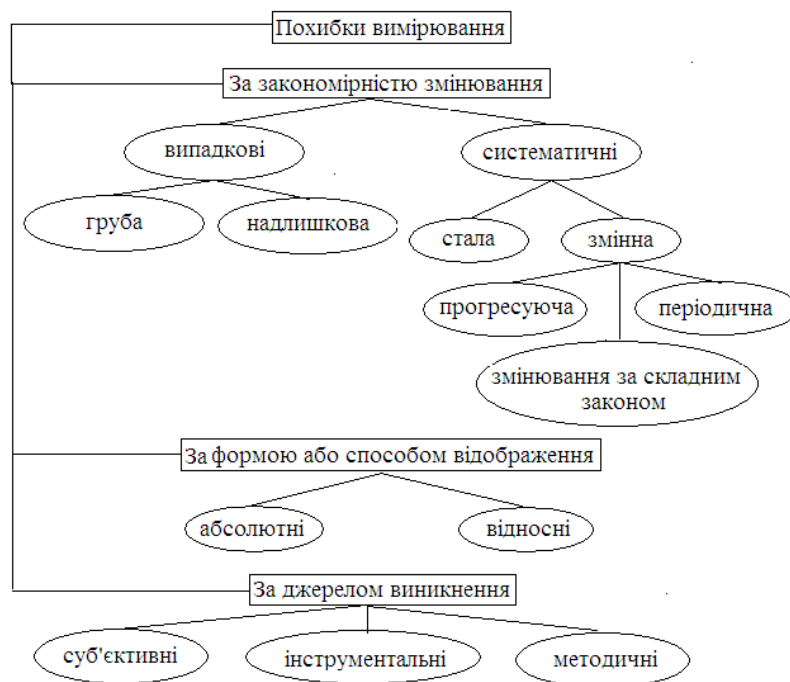 Похибки вимірювання
За закономірністю змінювання
випадкові
систематичні
груба
надлишкова
стала
змінна
прогресуюча
періодична
змінювання за складним
законом
За формою або способом відображення
абсолютні
відносні
За джерелом виникнення
суб'єктивні
інструментальні
методичні